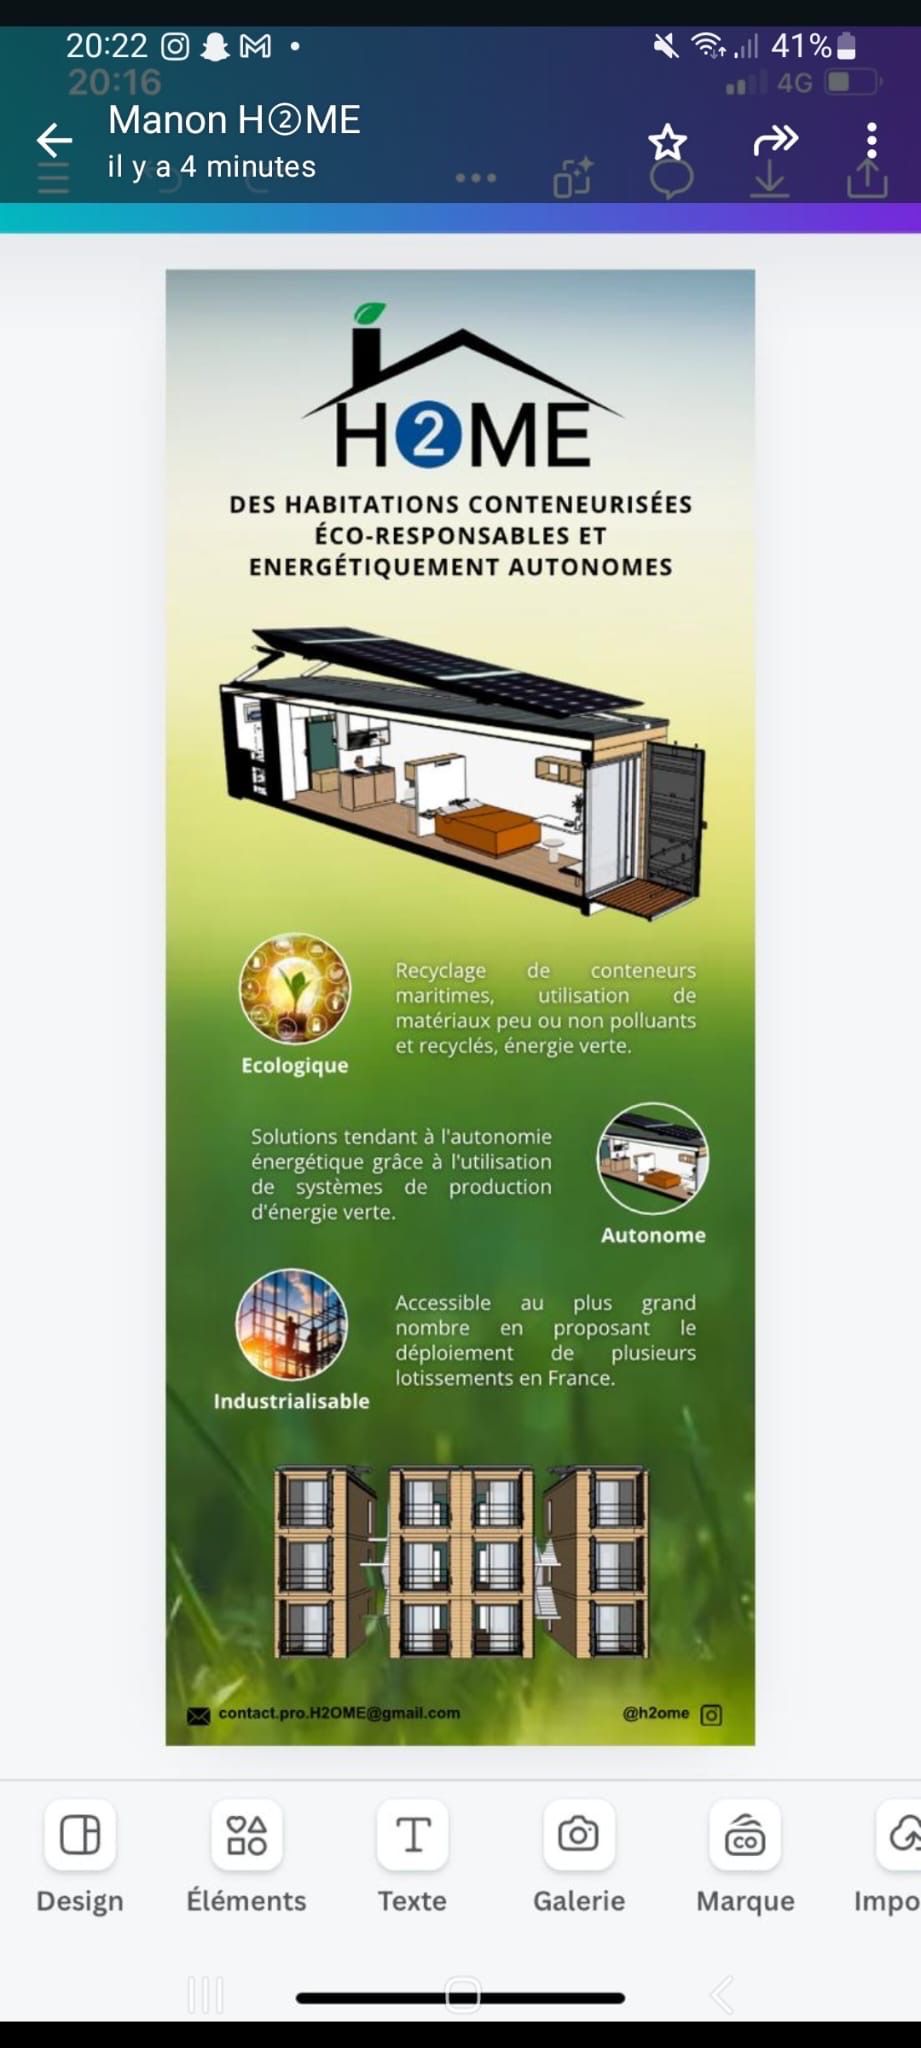 20:22 41%
20:16 4G
Manon H②ME
il y a 4 minutes
H2ME
DES HABITATIONS CONTENEURISÉES
ÉCO-RESPONSABLES ET
ENERGÉTIQUEMENT AUTONOMES
Recyclage de conteneurs
maritimes, utilisation de
matériaux peu ou non polluants
et recyclés, énergie verte.
Ecologique
Solutions tendant à l'autonomie
énergétique grâce à l'utilisation
de systèmes de production
d'énergie verte.
Autonome
Accessible au plus grand
nombre en proposant le
déploiement de plusieurs
lotissements en France.
Industrialisable
contact.pro.H2OME@gmail.com @h2ome
CO
Design Éléments Texte Galerie Marque Impo